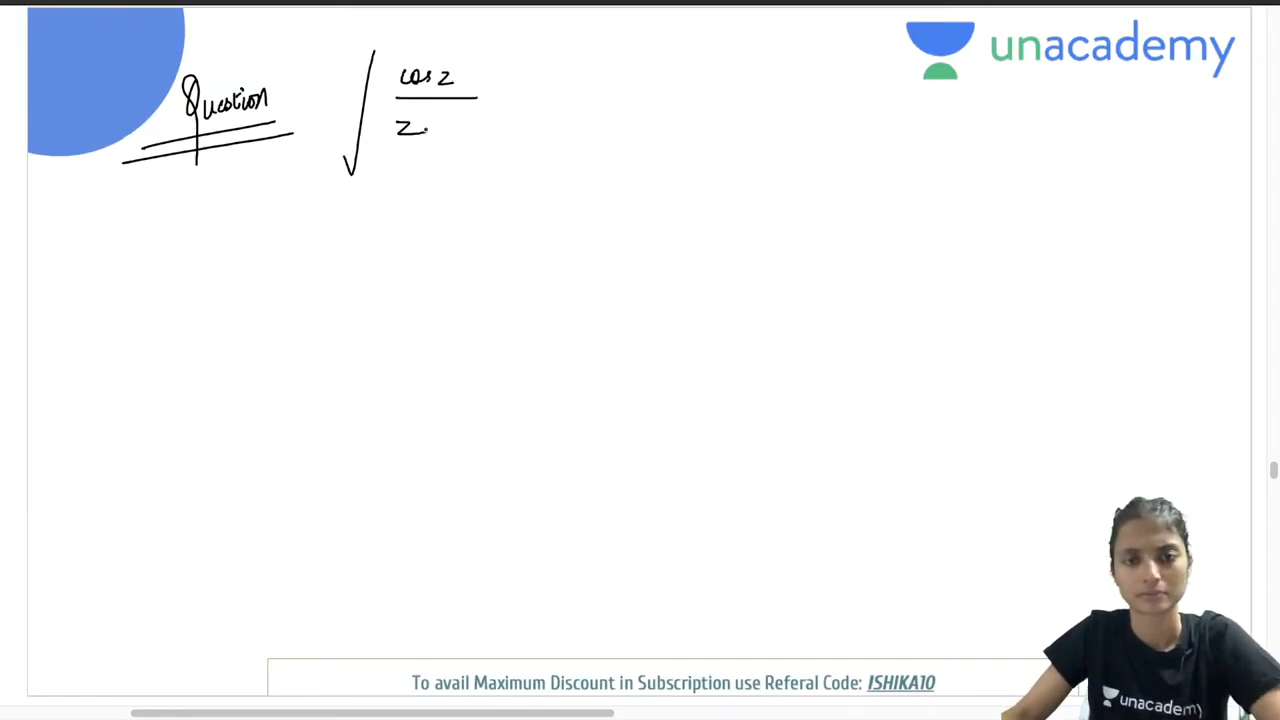 unacademy
Question
∫ cos z
z
unacademy
To avail Maximum Discount in Subscription use Referal Code: ISHIKA10